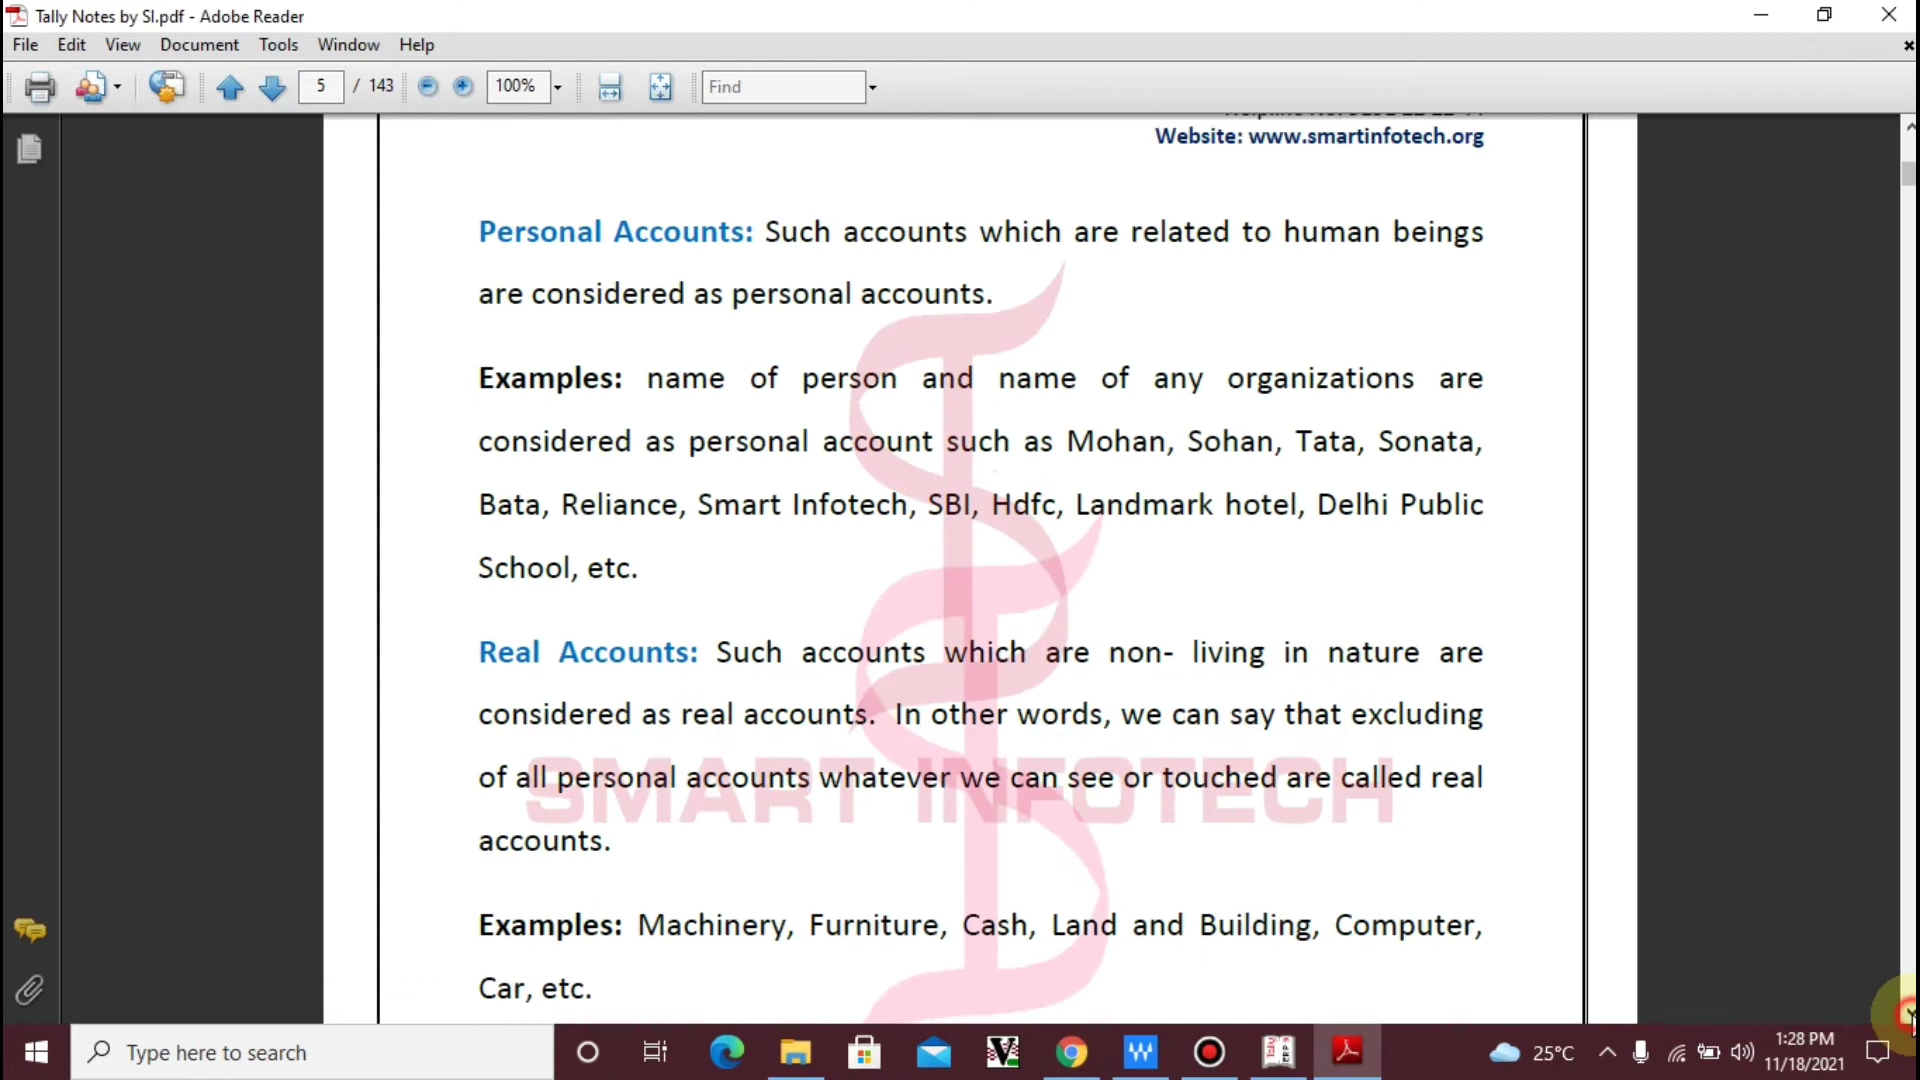 Tally Notes by SI.pdf - Adobe Reader
File Edit View Document Tools Window Help
5 / 143 100% Find
Website: www.smartinfotech.org
Personal Accounts: Such accounts which are related to human beings
are considered as personal accounts.
Examples: name of person and name of any organizations are
considered as personal account such as Mohan, Sohan, Tata, Sonata,
Bata, Reliance, Smart Infotech, SBI, Hdfc, Landmark hotel, Delhi Public
School, etc.
Real Accounts: Such accounts which are non- living in nature are
considered as real accounts. In other words, we can say that excluding
of all personal accounts whatever we can see or touched are called real
accounts.
SMART INFOTECH
Examples: Machinery, Furniture, Cash, Land and Building, Computer,
Car, etc.
Type here to search
25°C
1:28 PM
11/18/2021